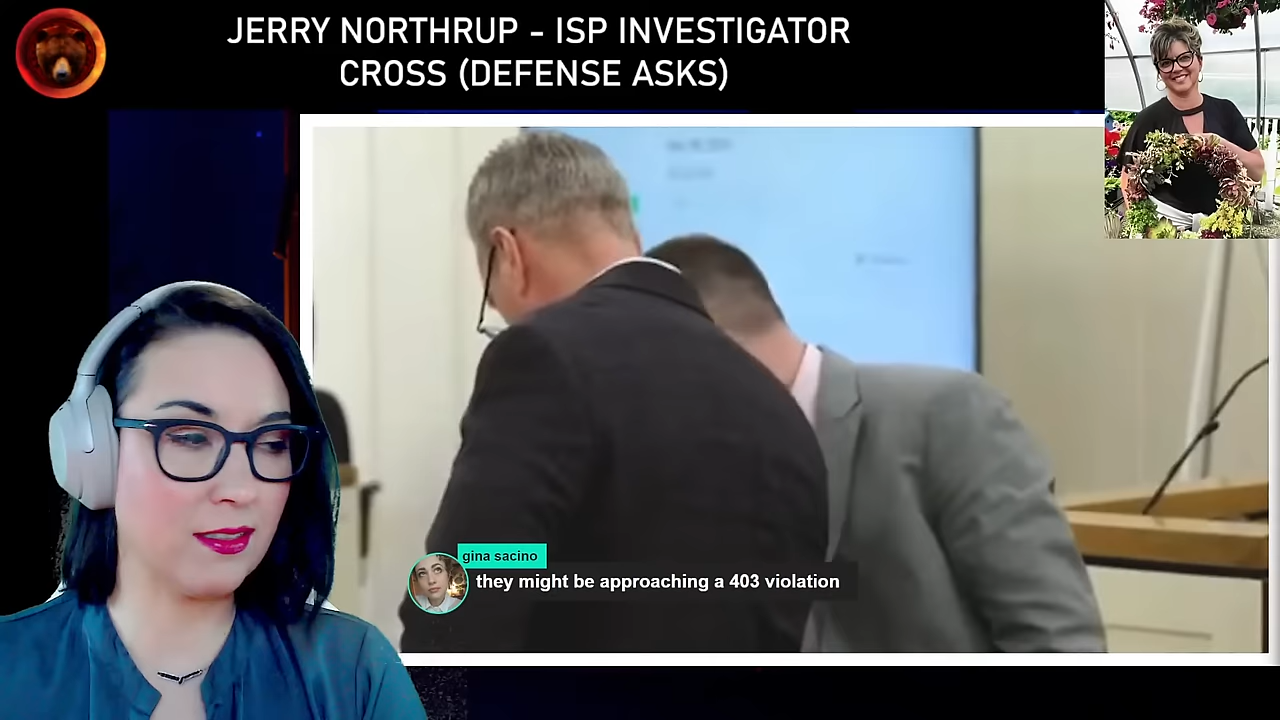 JERRY NORTHRUP - ISP INVESTIGATOR
CROSS (DEFENSE ASKS)
gina sacino
they might be approaching a 403 violation